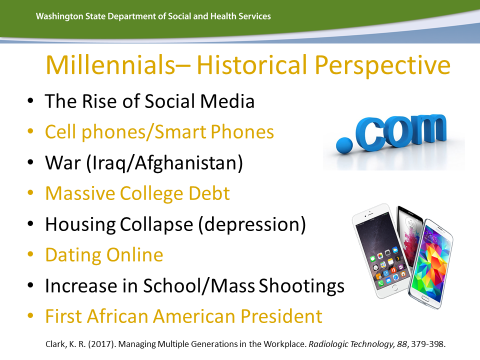 Washington State Department of Social and Health Services
Millennials– Historical Perspective
• The Rise of Social Media
• Cell phones/Smart Phones
• War (Iraq/Afghanistan)
• Massive College Debt
• Housing Collapse (depression)
• Dating Online
• Increase in School/Mass Shootings
• First African American President
.com
Clark, K. R. (2017). Managing Multiple Generations in the Workplace. Radiologic Technology, 88, 379-398.